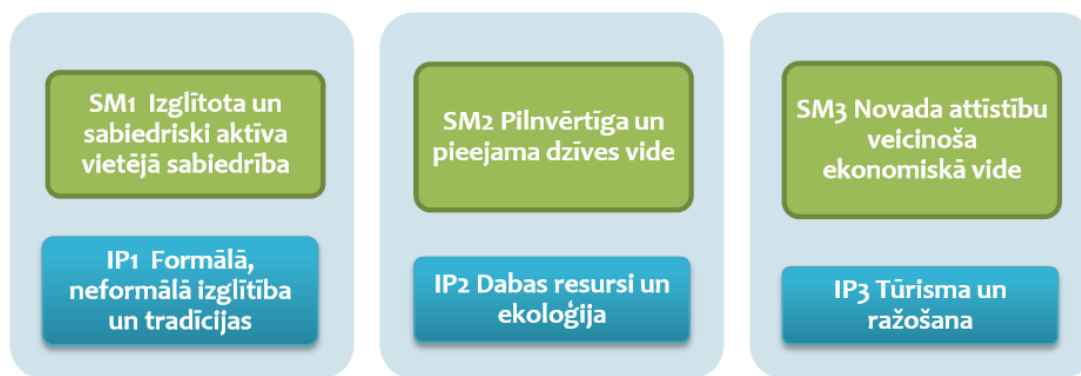 SM1 Izglītota un
sabiedriski aktīva
vietējā sabiedrība
IP1 Formālā,
neformālā izglītība
un tradīcijas
SM2 Pilnvērtīga un
pieejama dzīves vide
IP2 Dabas resursi un
ekoloģija
SM3 Novada attīstību
veicinoša
ekonomiskā vide
IP3 Tūrisma un
ražošana